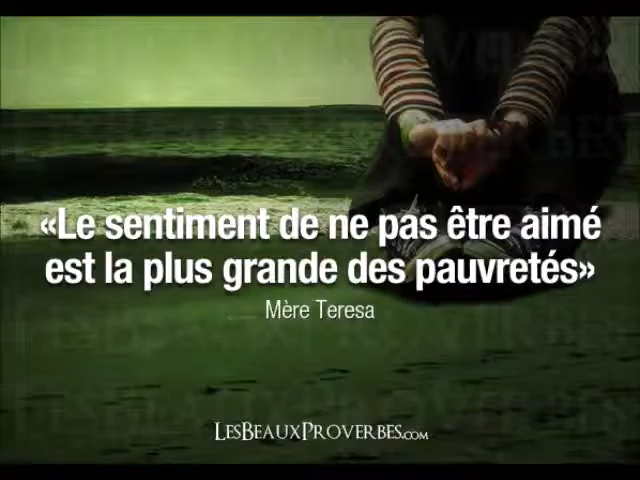 «Le sentiment de ne pas être aimé
est la plus grande des pauvretés»
Mère Teresa
LESBEAUXPROVERBES.COM